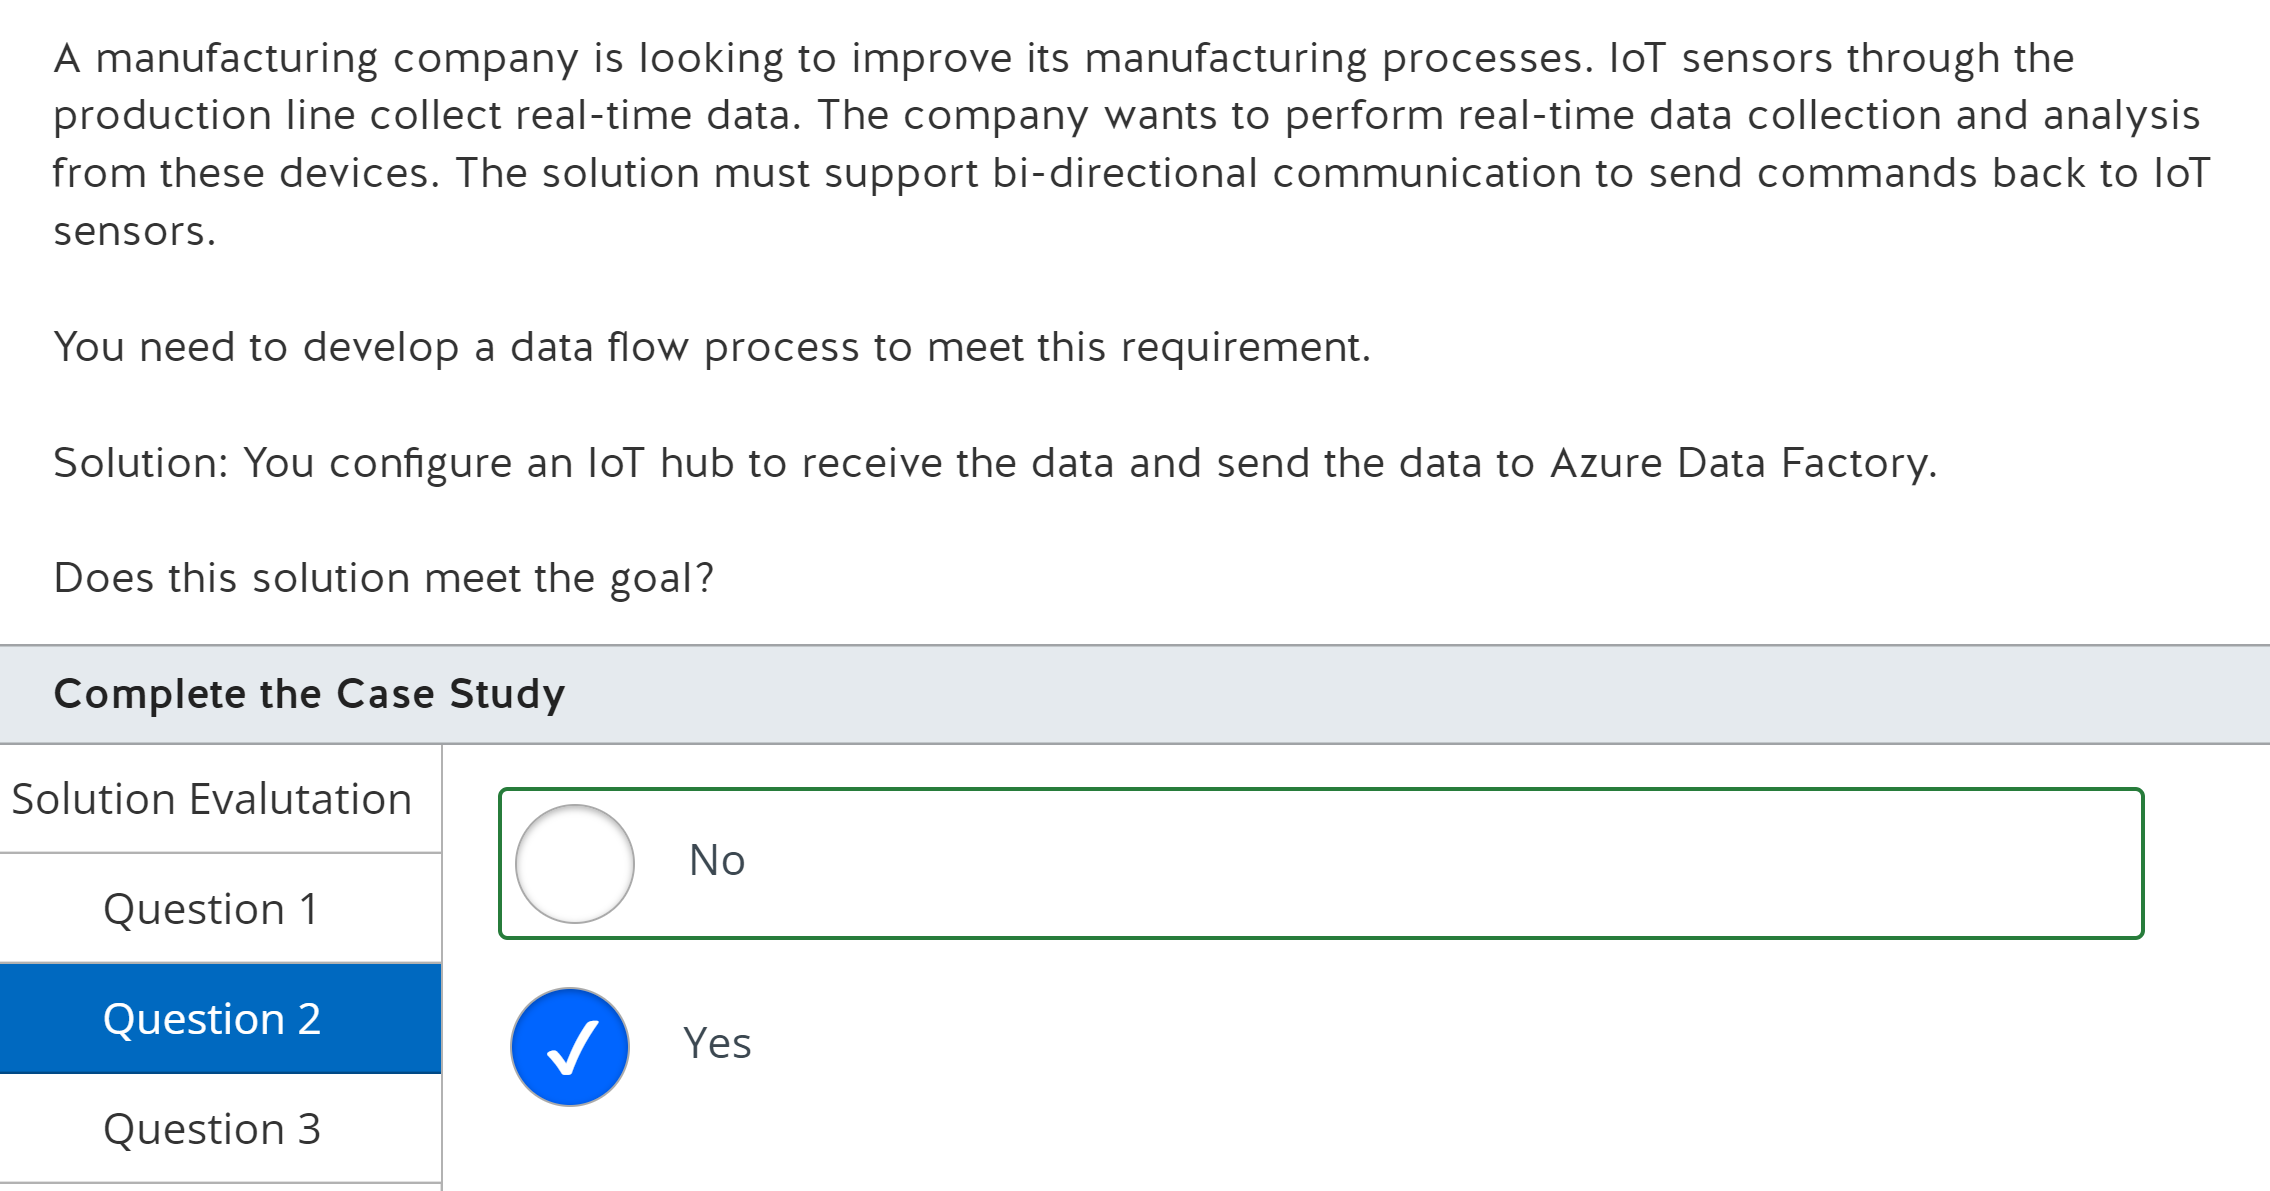 A manufacturing company is looking to improve its manufacturing processes. IoT sensors through the
production line collect real-time data. The company wants to perform real-time data collection and analysis
from these devices. The solution must support bi-directional communication to send commands back to IoT
sensors.
You need to develop a data flow process to meet this requirement.
Solution: You configure an IoT hub to receive the data and send the data to Azure Data Factory.
Does this solution meet the goal?
Complete the Case Study
Solution Evalutation
Question 1
Question 2
Question 3
No
Yes